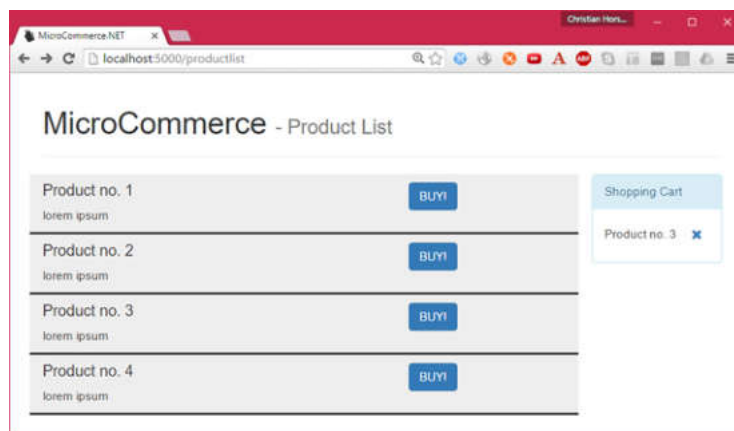 Christian Hors...
MicroCommerce.NET
localhost:5000/productlist
MicroCommerce - Product List
Product no. 1
BUY!
lorem ipsum
Product no. 2
BUY!
lorem ipsum
Product no. 3
BUY!
lorem ipsum
Product no. 4
BUY!
lorem ipsum
Shopping Cart
Product no. 3